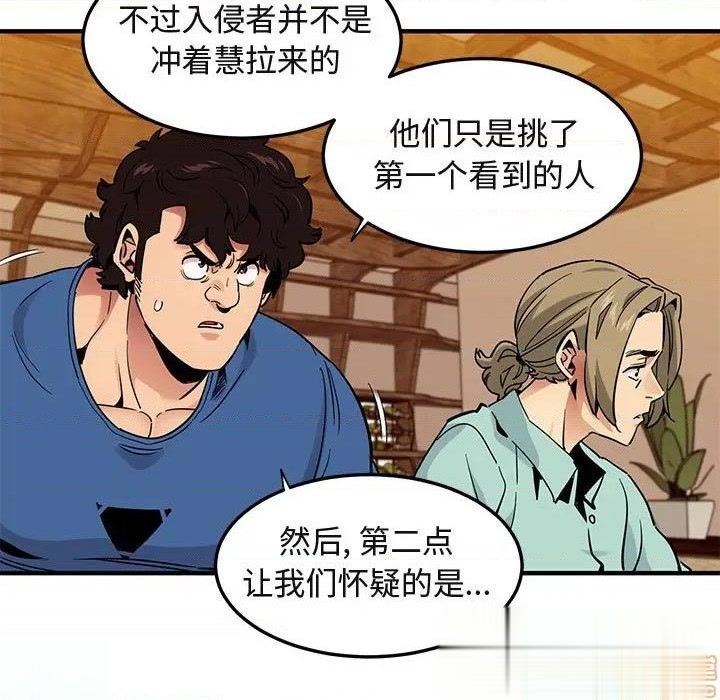 不过入侵者并不是
冲着慧拉来的
他们只是挑了
第一个看到的人
然后, 第二点
让我们怀疑的是...